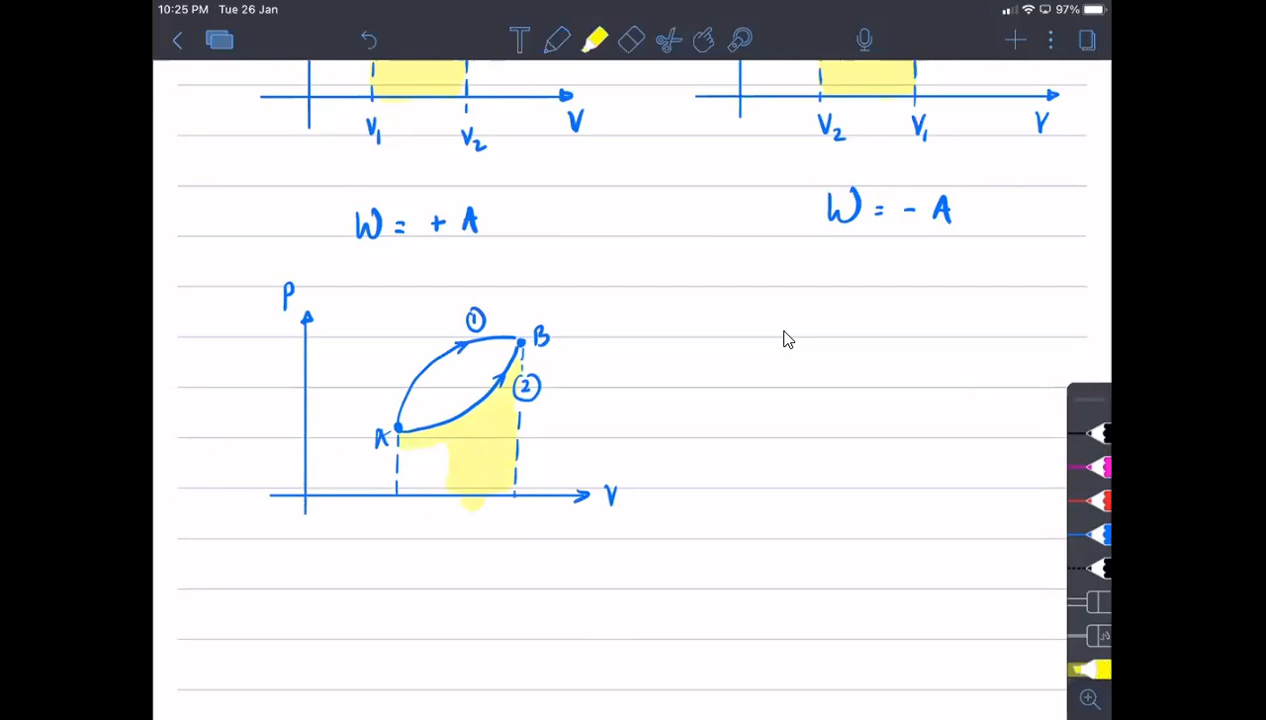 10:25 PM Tue 26 Jan 97%
T
V₁ V₂ V
V₂ V₁ V
W = + A
W = - A
P
①
B
②
A
V